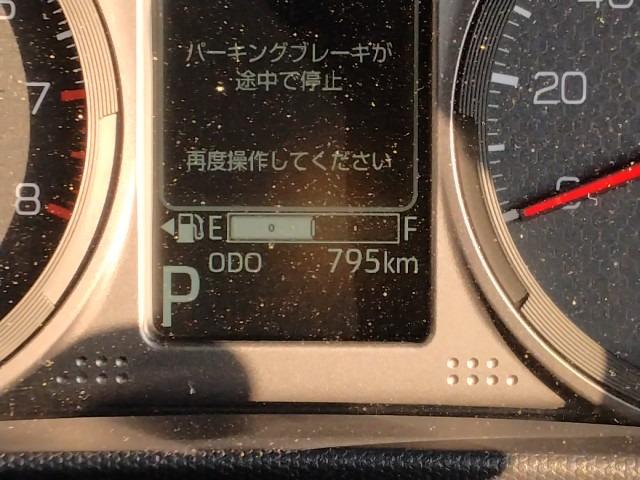 パーキングブレーキが
途中で停止
再度操作してください
7
8
20
E
F
ODO 795km
P